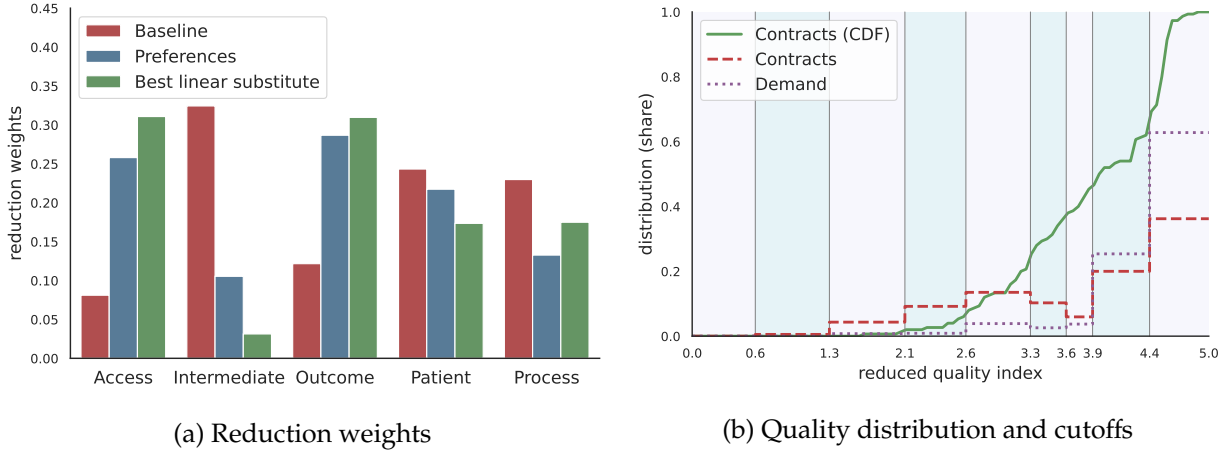 0.45
0.40
0.35
0.30
0.25
0.20
0.15
0.10
0.05
0.00
reduction weights
Baseline
Preferences
Best linear substitute
Access Intermediate Outcome Patient Process
(a) Reduction weights
1.0
0.8
0.6
0.4
0.2
0.0
distribution (share)
Contracts (CDF)
Contracts
Demand
0.0 0.6 1.3 2.1 2.6 3.3 3.6 3.9 4.4 5.0
reduced quality index
(b) Quality distribution and cutoffs